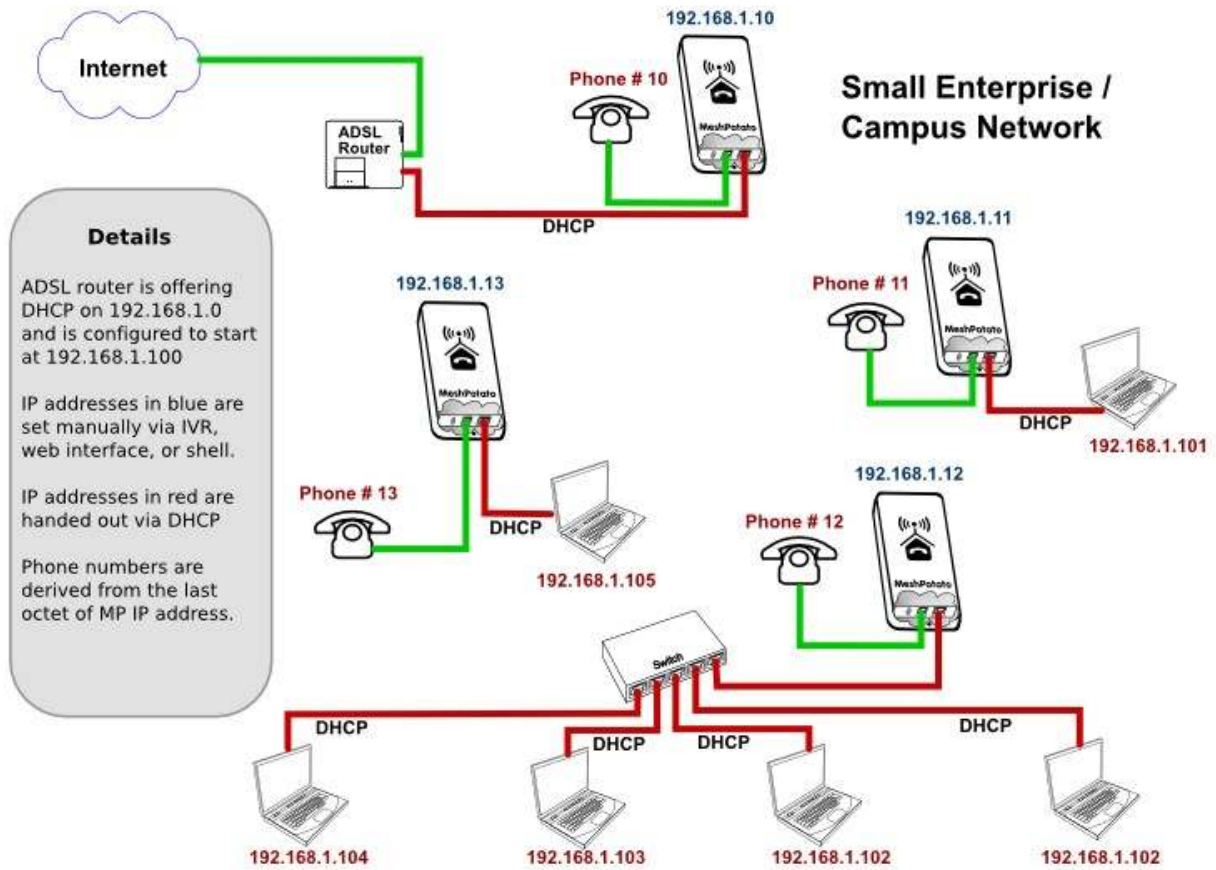 192.168.1.10
Internet
Phone # 10
Small Enterprise /
Campus Network
ADSL
Router
MeshPotato
DHCP
Details
ADSL router is offering
DHCP on 192.168.1.0
and is configured to start
at 192.168.1.100
IP addresses in blue are
set manually via IVR,
web interface, or shell.
IP addresses in red are
handed out via DHCP
Phone numbers are
derived from the last
octet of MP IP address.
192.168.1.11
Phone # 11
MeshPotato
DHCP
192.168.1.101
192.168.1.13
MeshPotato
Phone # 13
DHCP
192.168.1.105
192.168.1.12
Phone # 12
MeshPotato
Switch
DHCP
DHCP
DHCP
DHCP
192.168.1.104
192.168.1.103
192.168.1.102
192.168.1.102